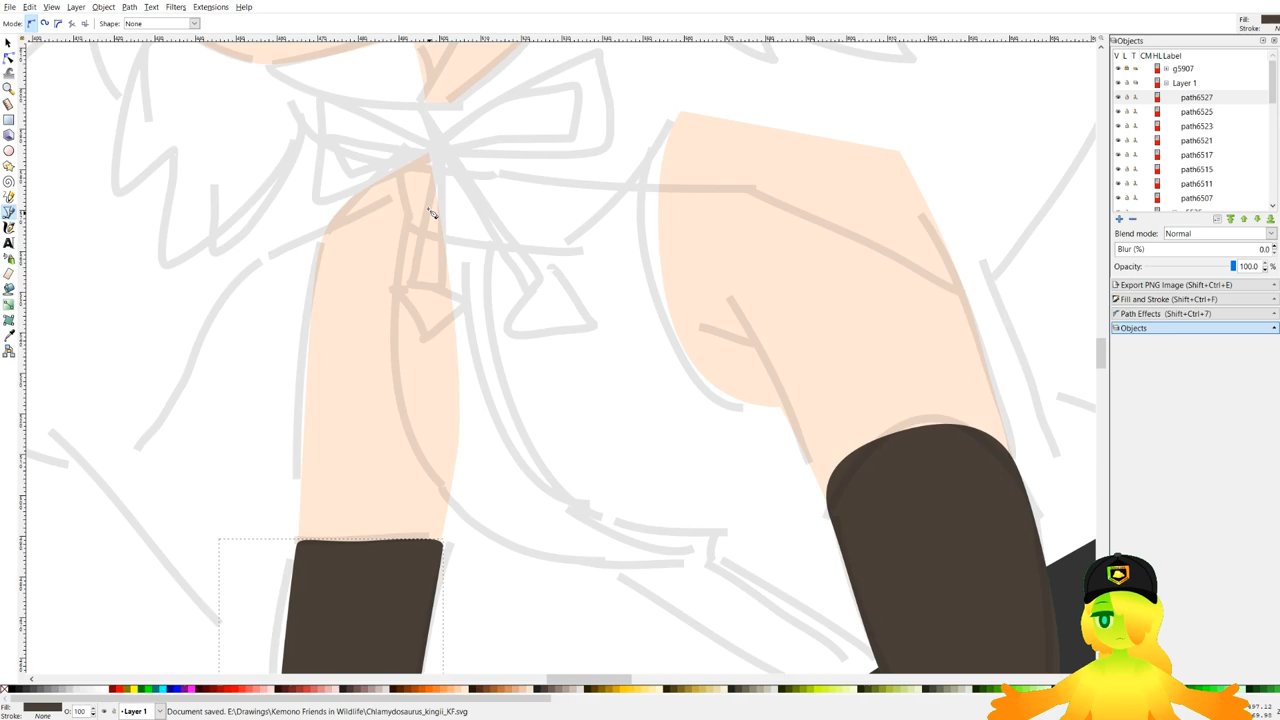 File Edit View Layer Object Path Text Filters Extensions Help
Mode: Shape: None Fill:
Objects
V L T CM HL Label
g5907
Layer 1
path6527
path6525
path6523
path6521
path6517
path6515
path6511
path6507
Blend mode: Normal
Blur (%) 0.0
Opacity: 100.0 %
Export PNG Image (Shift+Ctrl+E)
Fill and Stroke (Shift+Ctrl+F)
Path Effects (Shift+Ctrl+7)
Objects
Fill:
Stroke: None
O: 100 Layer 1 Document saved. E:\Drawings\Kemono Friends in Wildlife\Chlamydosaurus_kingii_KF.svg